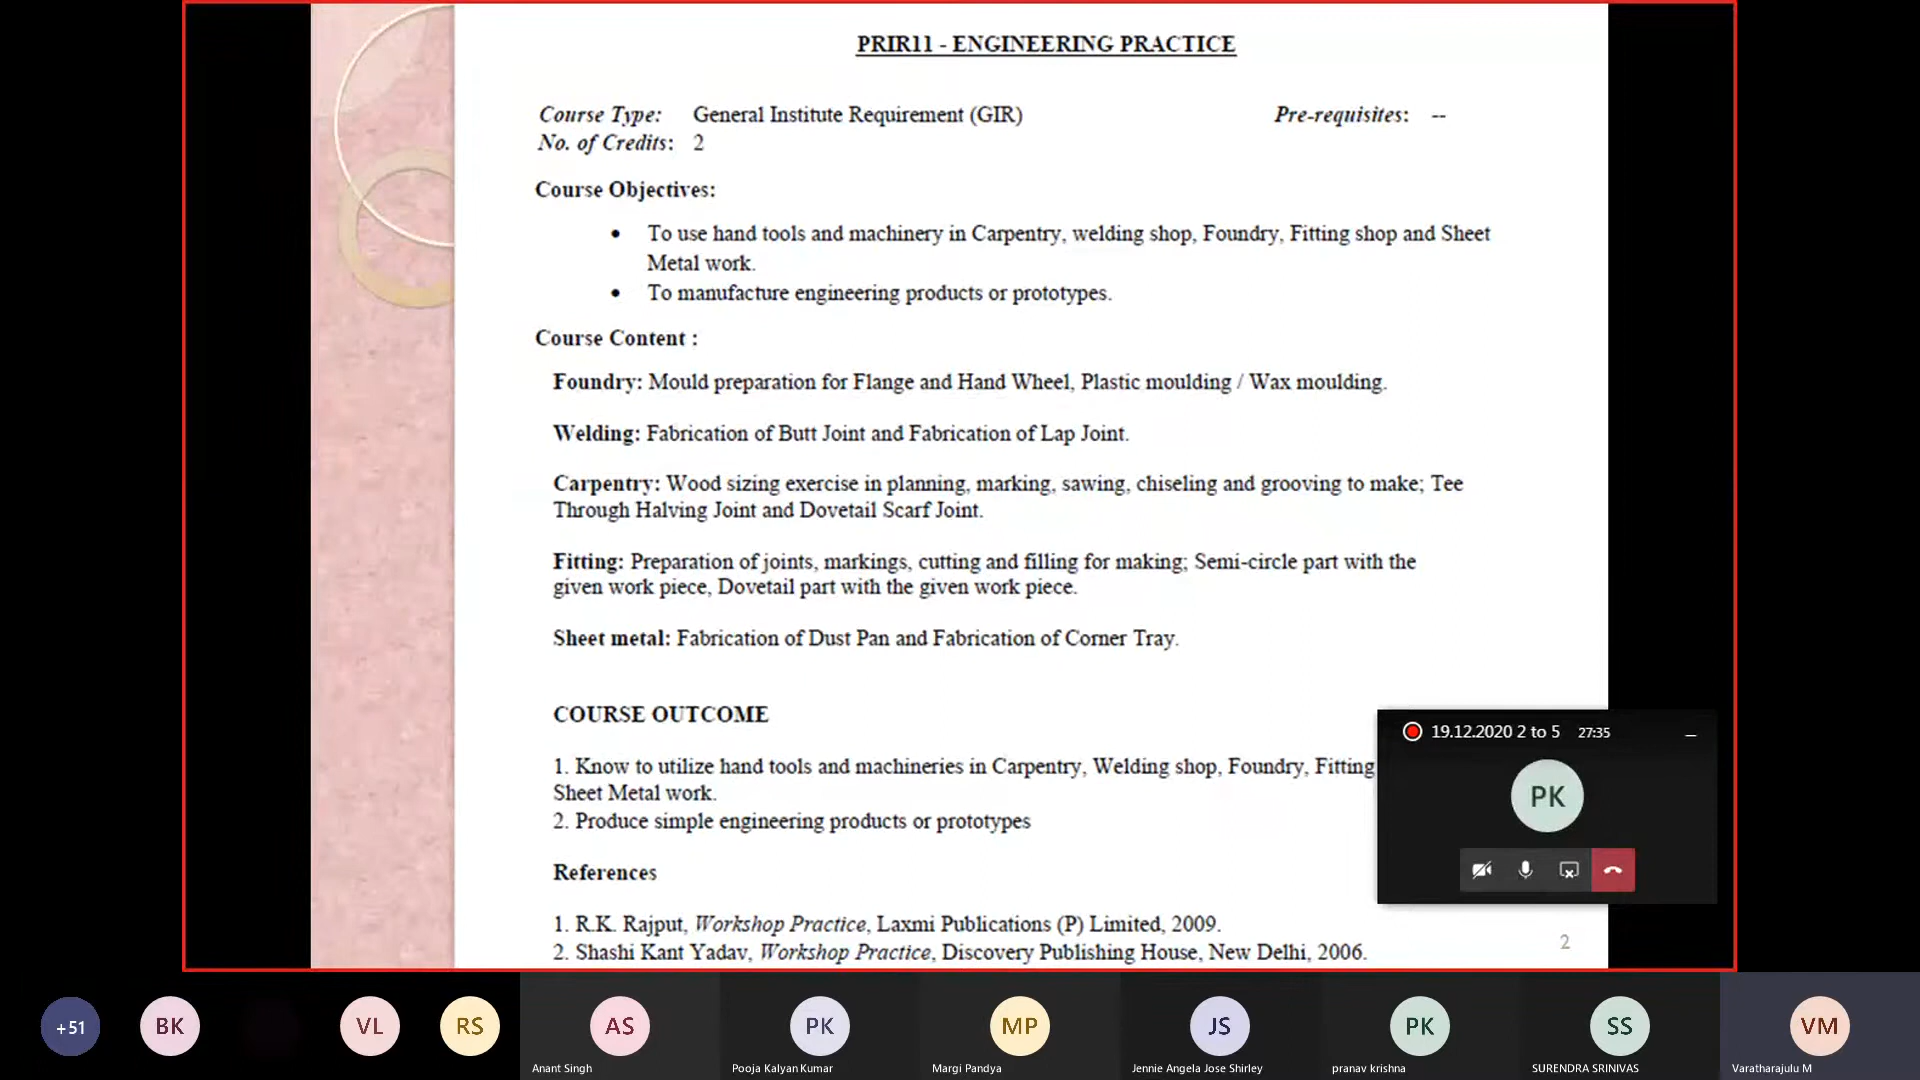 PRIR11 - ENGINEERING PRACTICE
Course Type: General Institute Requirement (GIR) Pre-requisites: --
No. of Credits: 2
Course Objectives:
• To use hand tools and machinery in Carpentry, welding shop, Foundry, Fitting shop and Sheet
Metal work.
• To manufacture engineering products or prototypes.
Course Content :
Foundry: Mould preparation for Flange and Hand Wheel, Plastic moulding / Wax moulding.
Welding: Fabrication of Butt Joint and Fabrication of Lap Joint.
Carpentry: Wood sizing exercise in planning, marking, sawing, chiseling and grooving to make; Tee
Through Halving Joint and Dovetail Scarf Joint.
Fitting: Preparation of joints, markings, cutting and filling for making; Semi-circle part with the
given work piece, Dovetail part with the given work piece.
Sheet metal: Fabrication of Dust Pan and Fabrication of Corner Tray.
COURSE OUTCOME
1. Know to utilize hand tools and machineries in Carpentry, Welding shop, Foundry, Fitting
Sheet Metal work.
2. Produce simple engineering products or prototypes
References
1. R.K. Rajput, Workshop Practice, Laxmi Publications (P) Limited, 2009.
2. Shashi Kant Yadav, Workshop Practice, Discovery Publishing House, New Delhi, 2006.
2
19.12.2020 2 to 5 27:35
PK
+51 BK VL RS AS PK MP JS PK SS VM
Anant Singh Pooja Kalyan Kumar Margi Pandya Jennie Angela Jose Shirley pranav krishna SURENDRA SRINIVAS Varatharajulu M